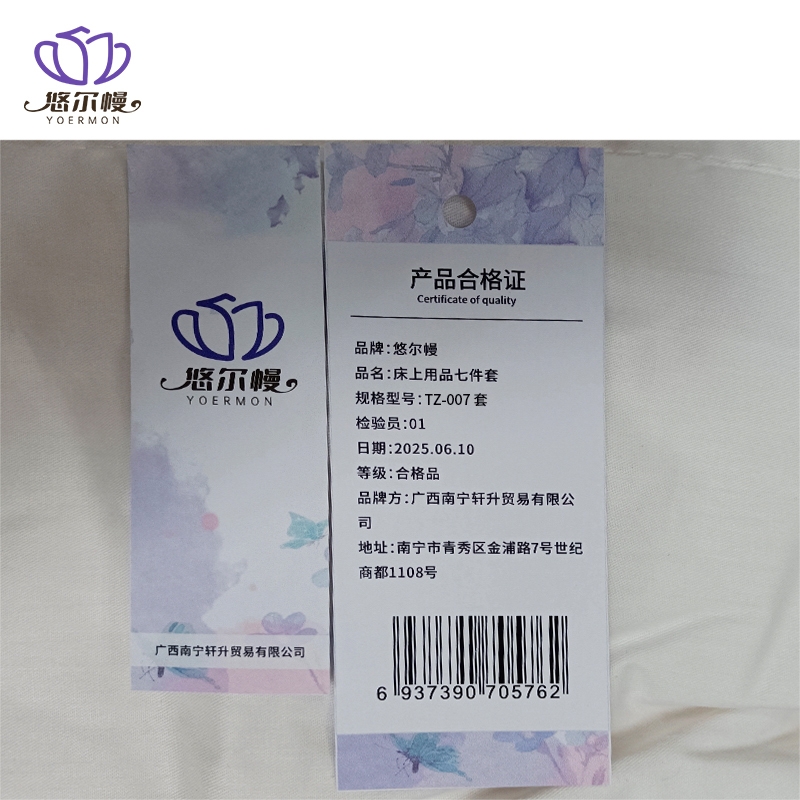 悠尔幔
YOERMON
悠尔幔
YOERMON
广西南宁轩升贸易有限公司
产品合格证
Certificate of quality
品牌:悠尔幔
品名:床上用品七件套
规格型号:TZ-007 套
检验员:01
日期:2025.06.10
等级:合格品
品牌方:广西南宁轩升贸易有限公
司
地址:南宁市青秀区金浦路7号世纪
商都1108号
6 937390 705762